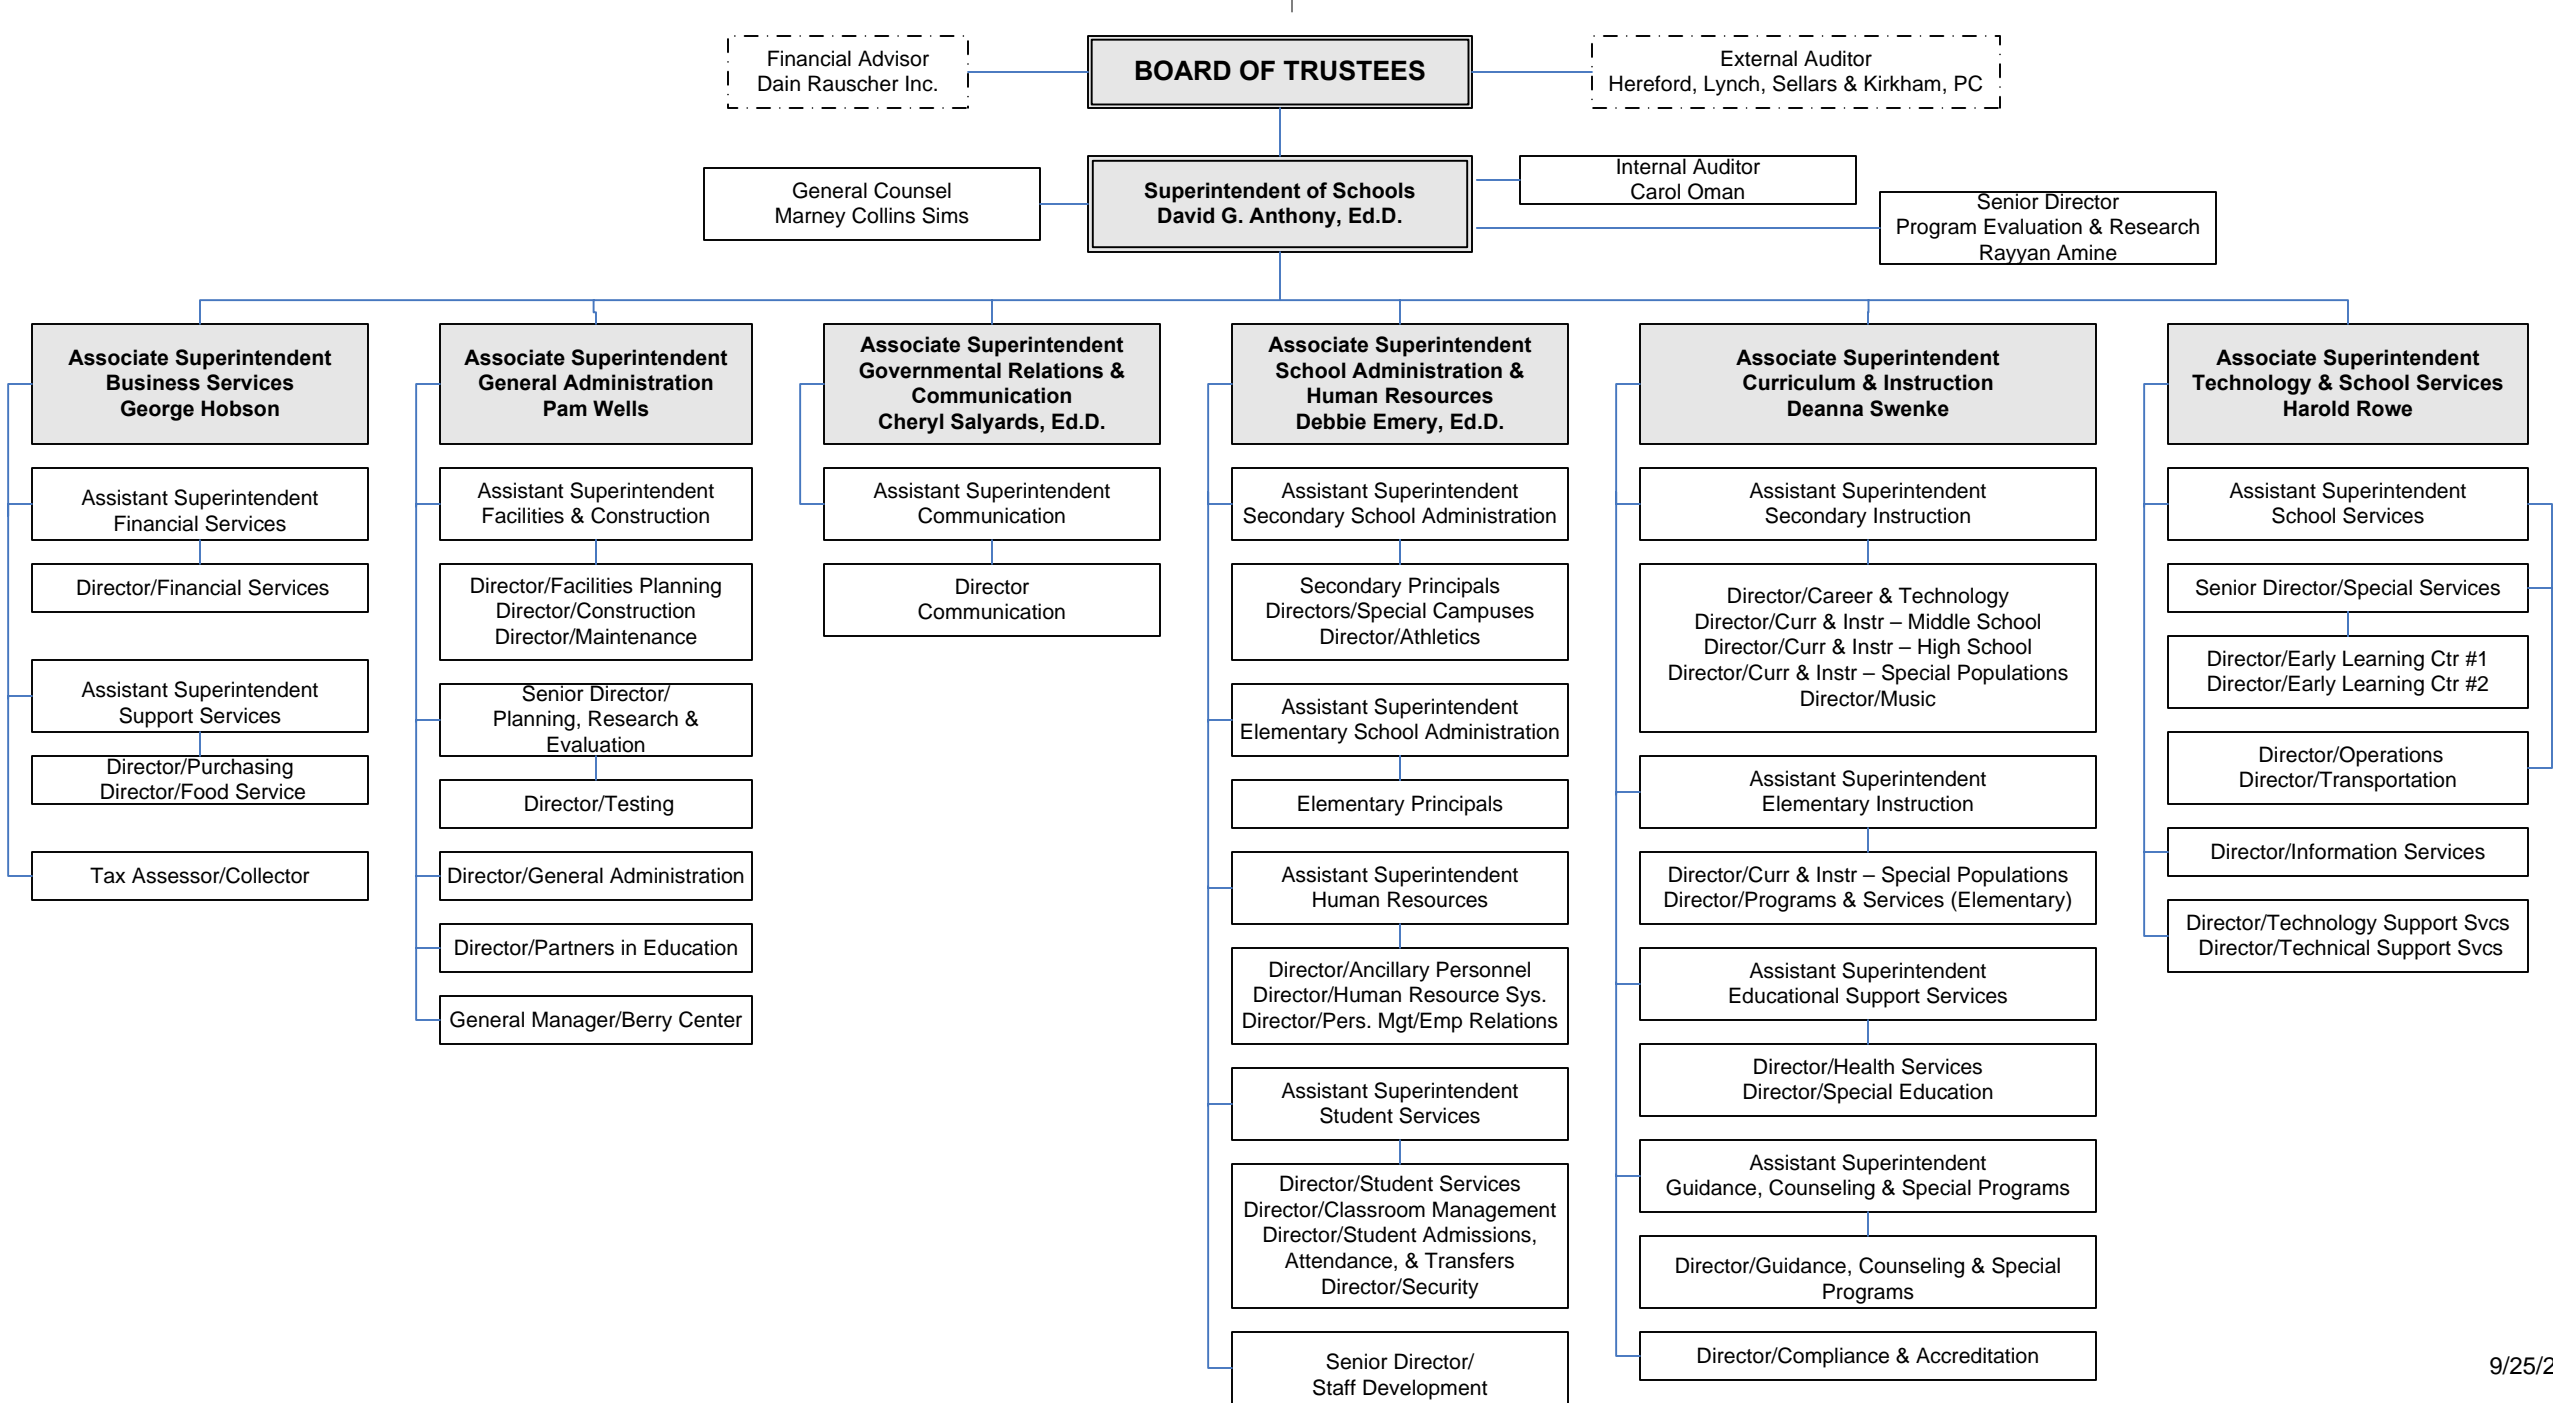 Financial Advisor
Dain Rauscher Inc.
BOARD OF TRUSTEES
External Auditor
Hereford, Lynch, Sellars & Kirkham, PC
General Counsel
Marney Collins Sims
Superintendent of Schools
David G. Anthony, Ed.D.
Internal Auditor
Carol Oman
Senior Director
Program Evaluation & Research
Rayyan Amine
Associate Superintendent
Business Services
George Hobson
Assistant Superintendent
Financial Services
Director/Financial Services
Assistant Superintendent
Support Services
Director/Purchasing
Director/Food Service
Tax Assessor/Collector
Associate Superintendent
General Administration
Pam Wells
Assistant Superintendent
Facilities & Construction
Director/Facilities Planning
Director/Construction
Director/Maintenance
Senior Director/
Planning, Research &
Evaluation
Director/Testing
Director/General Administration
Director/Partners in Education
General Manager/Berry Center
Associate Superintendent
Governmental Relations &
Communication
Cheryl Salyards, Ed.D.
Assistant Superintendent
Communication
Director
Communication
Associate Superintendent
School Administration &
Human Resources
Debbie Emery, Ed.D.
Assistant Superintendent
Secondary School Administration
Secondary Principals
Directors/Special Campuses
Director/Athletics
Assistant Superintendent
Elementary School Administration
Elementary Principals
Assistant Superintendent
Human Resources
Director/Ancillary Personnel
Director/Human Resource Sys.
Director/Pers. Mgt/Emp Relations
Assistant Superintendent
Student Services
Director/Student Services
Director/Classroom Management
Director/Student Admissions,
Attendance, & Transfers
Director/Security
Senior Director/
Staff Development
Associate Superintendent
Curriculum & Instruction
Deanna Swenke
Assistant Superintendent
Secondary Instruction
Director/Career & Technology
Director/Curr & Instr – Middle School
Director/Curr & Instr – High School
Director/Curr & Instr – Special Populations
Director/Music
Assistant Superintendent
Elementary Instruction
Director/Curr & Instr – Special Populations
Director/Programs & Services (Elementary)
Assistant Superintendent
Educational Support Services
Director/Health Services
Director/Special Education
Assistant Superintendent
Guidance, Counseling & Special Programs
Director/Guidance, Counseling & Special
Programs
Director/Compliance & Accreditation
Associate Superintendent
Technology & School Services
Harold Rowe
Assistant Superintendent
School Services
Senior Director/Special Services
Director/Early Learning Ctr #1
Director/Early Learning Ctr #2
Director/Operations
Director/Transportation
Director/Information Services
Director/Technology Support Svcs
Director/Technical Support Svcs
9/25/2